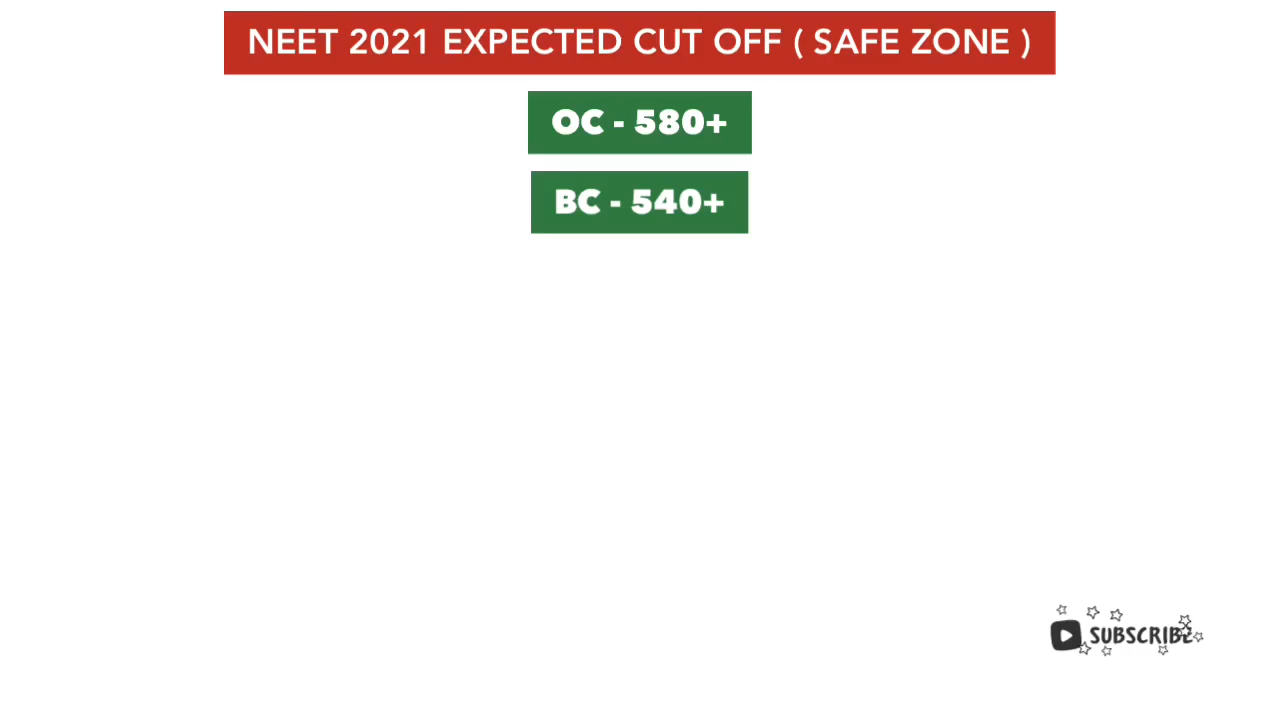 NEET 2021 EXPECTED CUT OFF ( SAFE ZONE )
OC - 580+
BC - 540+
SUBSCRIBE